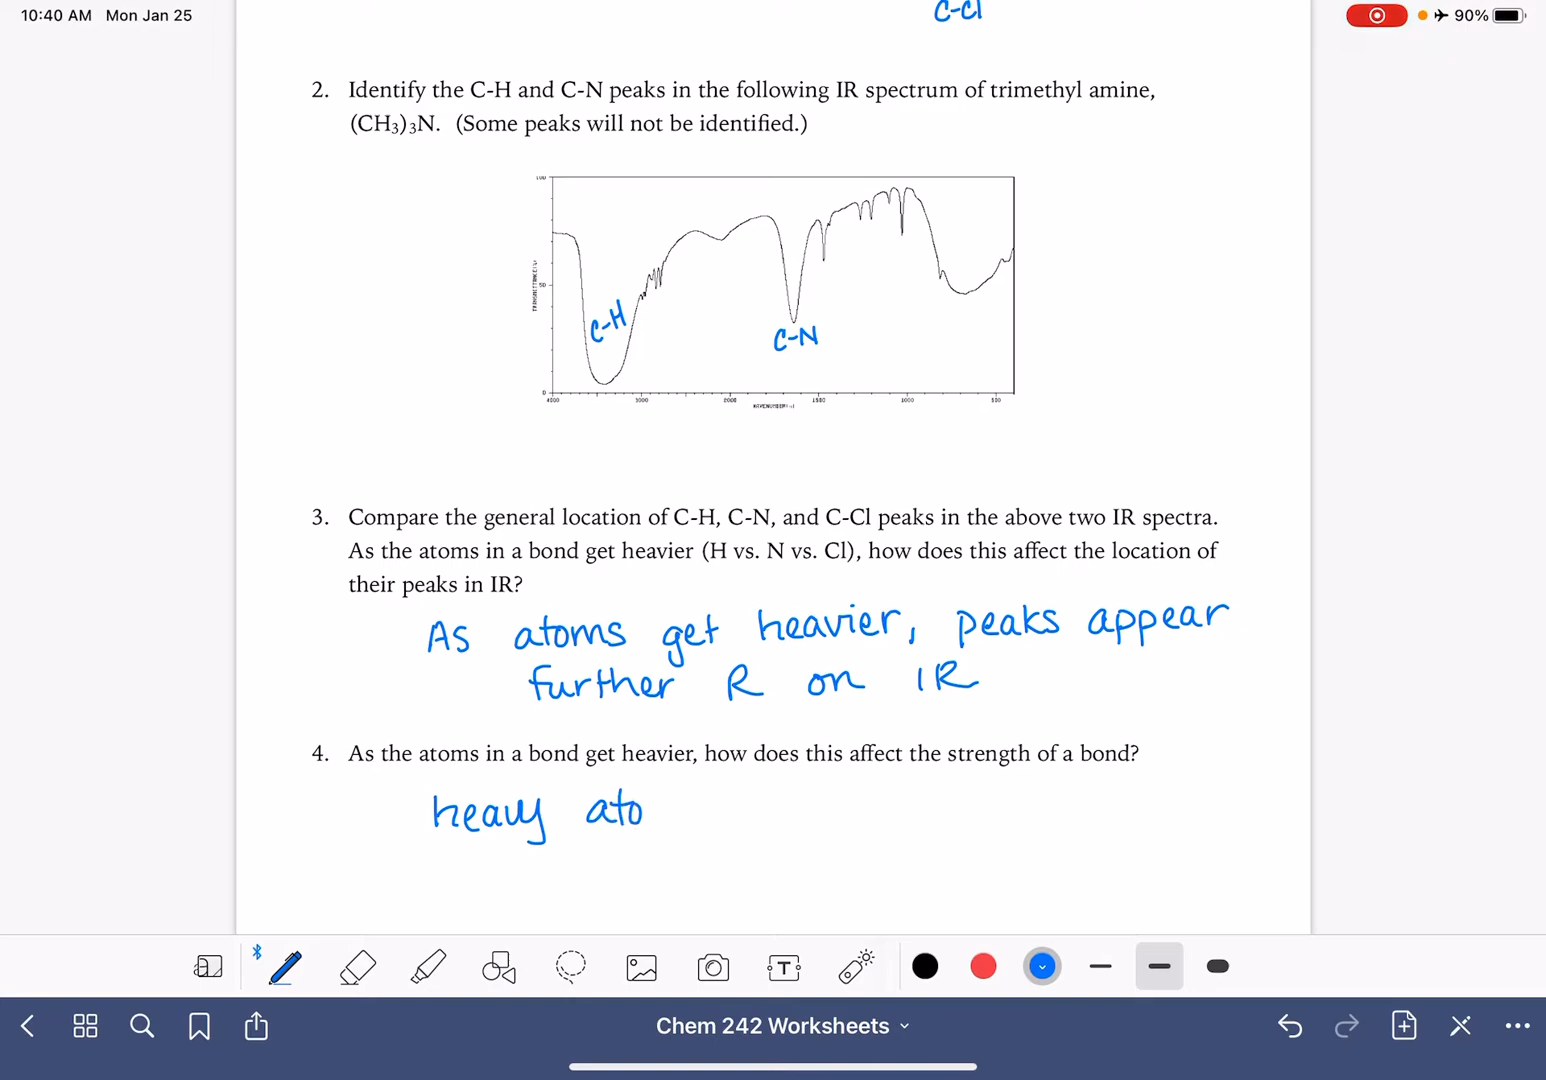 10:40 AM Mon Jan 25
90%
C-Cl
2. Identify the C-H and C-N peaks in the following IR spectrum of trimethyl amine,
(CH3)3N. (Some peaks will not be identified.)
100
50
0
C-H
C-N
4000 3000 2000 1500 1000 500
3. Compare the general location of C-H, C-N, and C-Cl peaks in the above two IR spectra.
As the atoms in a bond get heavier (H vs. N vs. Cl), how does this affect the location of
their peaks in IR?
As atoms get heavier, peaks appear
further R on IR
4. As the atoms in a bond get heavier, how does this affect the strength of a bond?
heavy ato
T
Chem 242 Worksheets